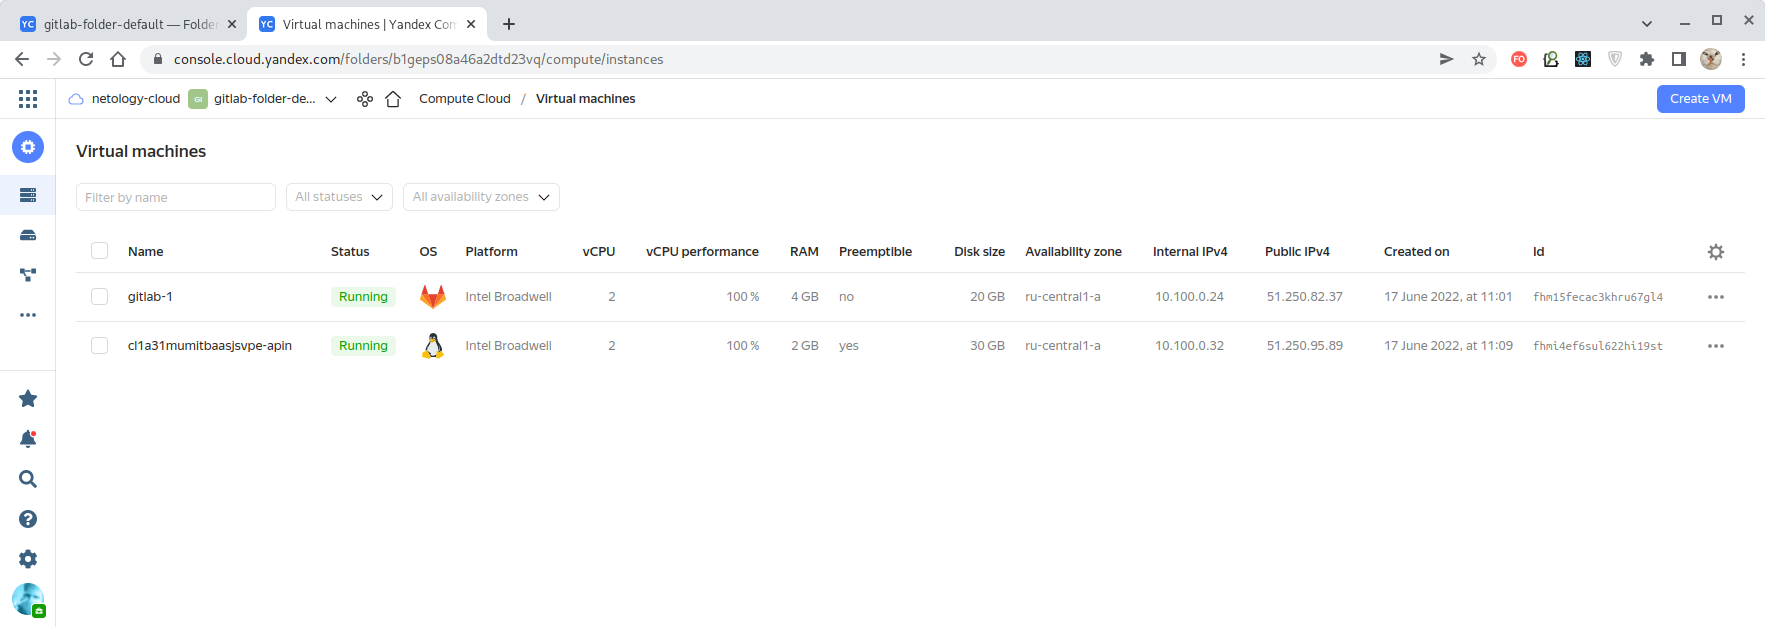 YC gitlab-folder-default — Folde
YC Virtual machines | Yandex Com
console.cloud.yandex.com/folders/b1geps08a46a2dtd23vq/compute/instances
FO
netology-cloud GI gitlab-folder-de... Compute Cloud / Virtual machines Create VM
Virtual machines
Filter by name All statuses All availability zones
Name Status OS Platform vCPU vCPU performance RAM Preemptible Disk size Availability zone Internal IPv4 Public IPv4 Created on Id
gitlab-1 Running Intel Broadwell 2 100 % 4 GB no 20 GB ru-central1-a 10.100.0.24 51.250.82.37 17 June 2022, at 11:01 fhm15fecac3khru67gl4
cl1a31mumitbaasjsvpe-apin Running Intel Broadwell 2 100 % 2 GB yes 30 GB ru-central1-a 10.100.0.32 51.250.95.89 17 June 2022, at 11:09 fhmi4ef6sul622hi19st